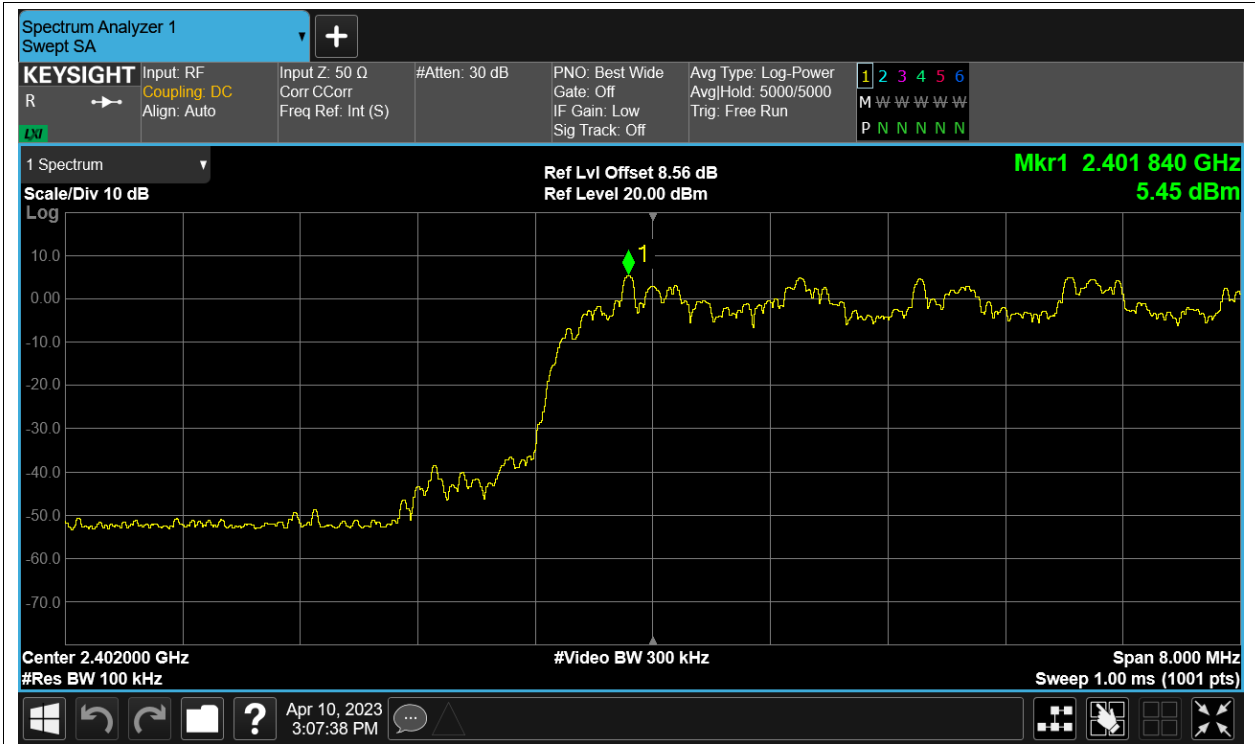 Spectrum Analyzer 1
Swept SA
KEYSIGHT
R
LXI
Input: RF
Coupling: DC
Align: Auto
Input Z: 50 Ω
Corr CCorr
Freq Ref: Int (S)
#Atten: 30 dB
PNO: Best Wide
Gate: Off
IF Gain: Low
Sig Track: Off
Avg Type: Log-Power
Avg|Hold: 5000/5000
Trig: Free Run
1 2 3 4 5 6
M W W W W W
P N N N N N
1 Spectrum
Scale/Div 10 dB
Log
Ref Lvl Offset 8.56 dB
Ref Level 20.00 dBm
Mkr1 2.401 840 GHz
5.45 dBm
1
10.0
0.00
-10.0
-20.0
-30.0
-40.0
-50.0
-60.0
-70.0
Center 2.402000 GHz
#Res BW 100 kHz
#Video BW 300 kHz
Span 8.000 MHz
Sweep 1.00 ms (1001 pts)
?
Apr 10, 2023
3:07:38 PM